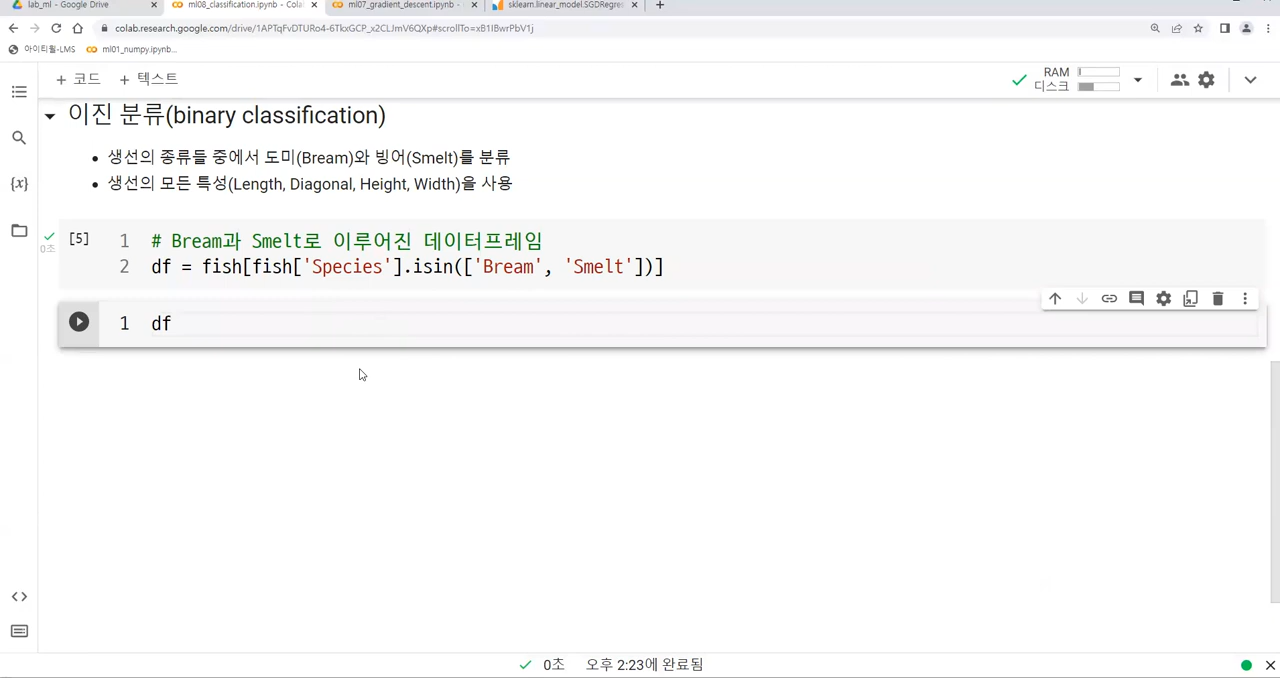 lab_ml - Google Drive
ml08_classification.ipynb - Cola
ml07_gradient_descent.ipynb -
sklearn.linear_model.SGDRegres
colab.research.google.com/drive/1APTqFvDTURo4-6TkxGCP_x2CLJmV6QXp#scrollTo=xB1IBwrPbV1j
아이티윌-LMS
ml01_numpy.ipynb...
+ 코드 + 텍스트
RAM
디스크
이진 분류(binary classification)
• 생선의 종류들 중에서 도미(Bream)와 빙어(Smelt)를 분류
• 생선의 모든 특성(Length, Diagonal, Height, Width)을 사용
{x}
0초
[5]
1 # Bream과 Smelt로 이루어진 데이터프레임
2 df = fish[fish['Species'].isin(['Bream', 'Smelt'])]
1 df
0초 오후 2:23에 완료됨